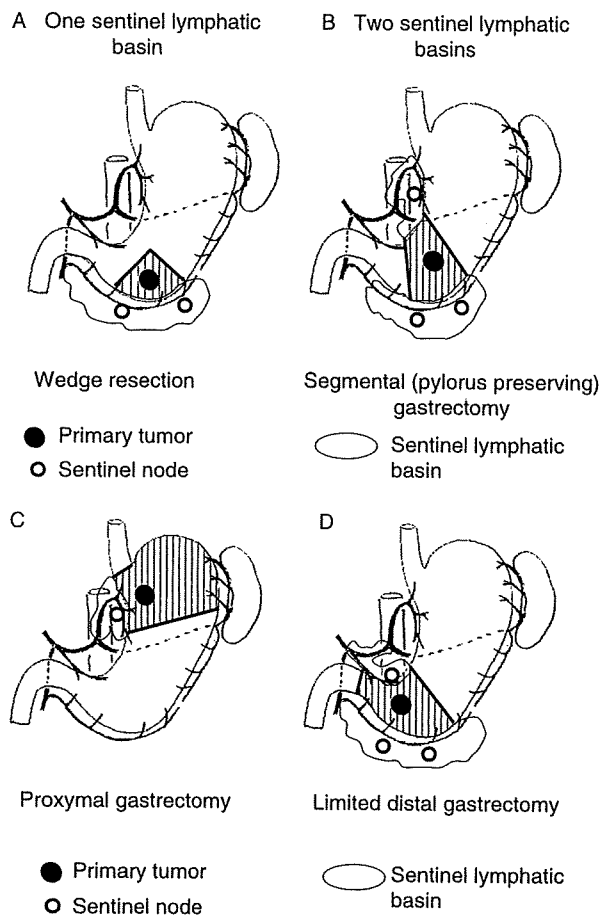 A One sentinel lymphatic
basin
B Two sentinel lymphatic
basins
Wedge resection
Primary tumor
Sentinel node
Segmental (pylorus preserving)
gastrectomy
Sentinel lymphatic
basin
C
D
Proxymal gastrectomy
Primary tumor
Sentinel node
Limited distal gastrectomy
Sentinel lymphatic
basin